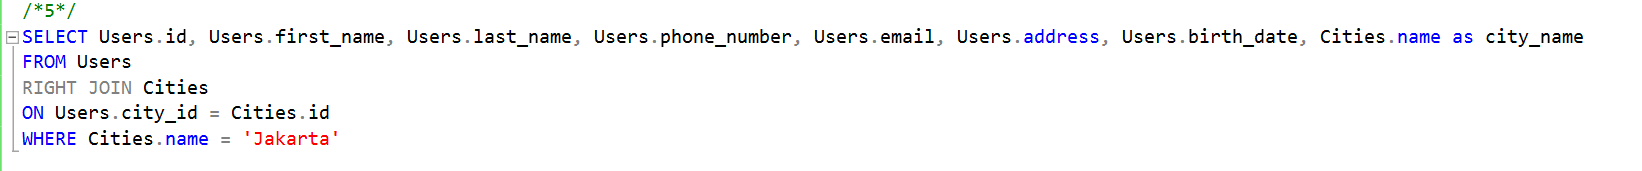 /*5*/
SELECT Users.id, Users.first_name, Users.last_name, Users.phone_number, Users.email, Users.address, Users.birth_date, Cities.name as city_name
FROM Users
RIGHT JOIN Cities
ON Users.city_id = Cities.id
WHERE Cities.name = 'Jakarta'